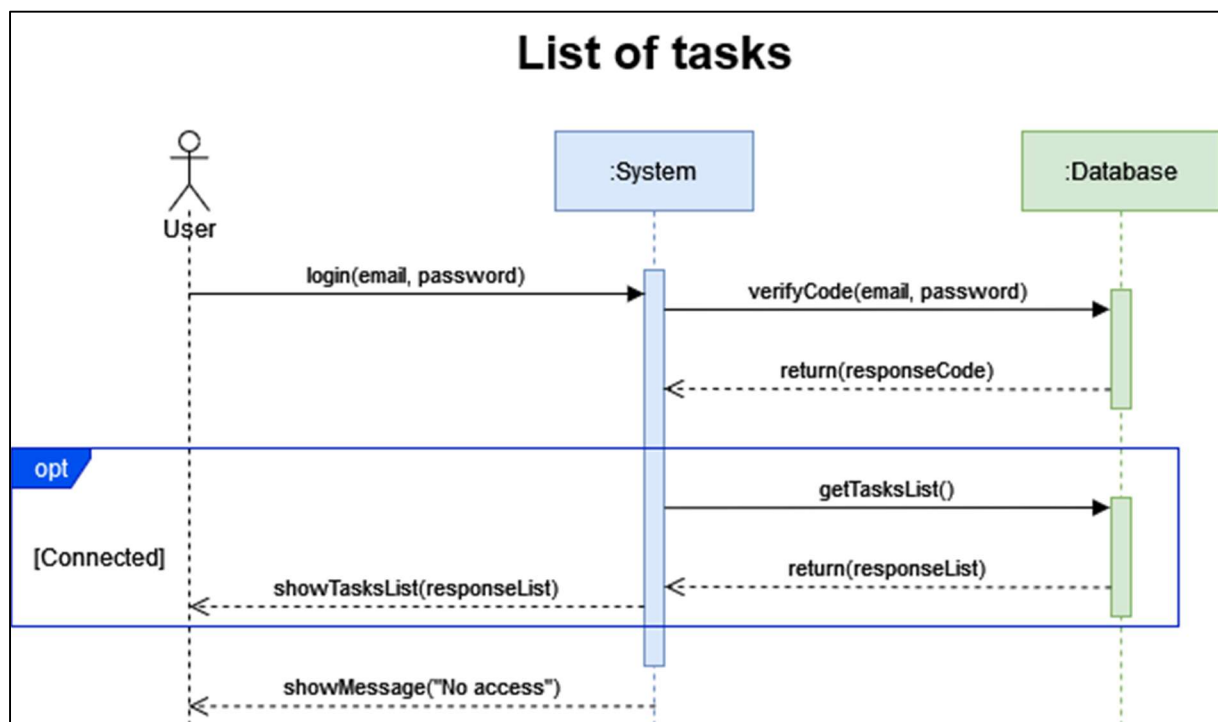 List of tasks
:System
:Database
User
login(email, password)
verifyCode(email, password)
return(responseCode)
opt
getTasksList()
[Connected]
return(responseList)
showTasksList(responseList)
showMessage("No access")